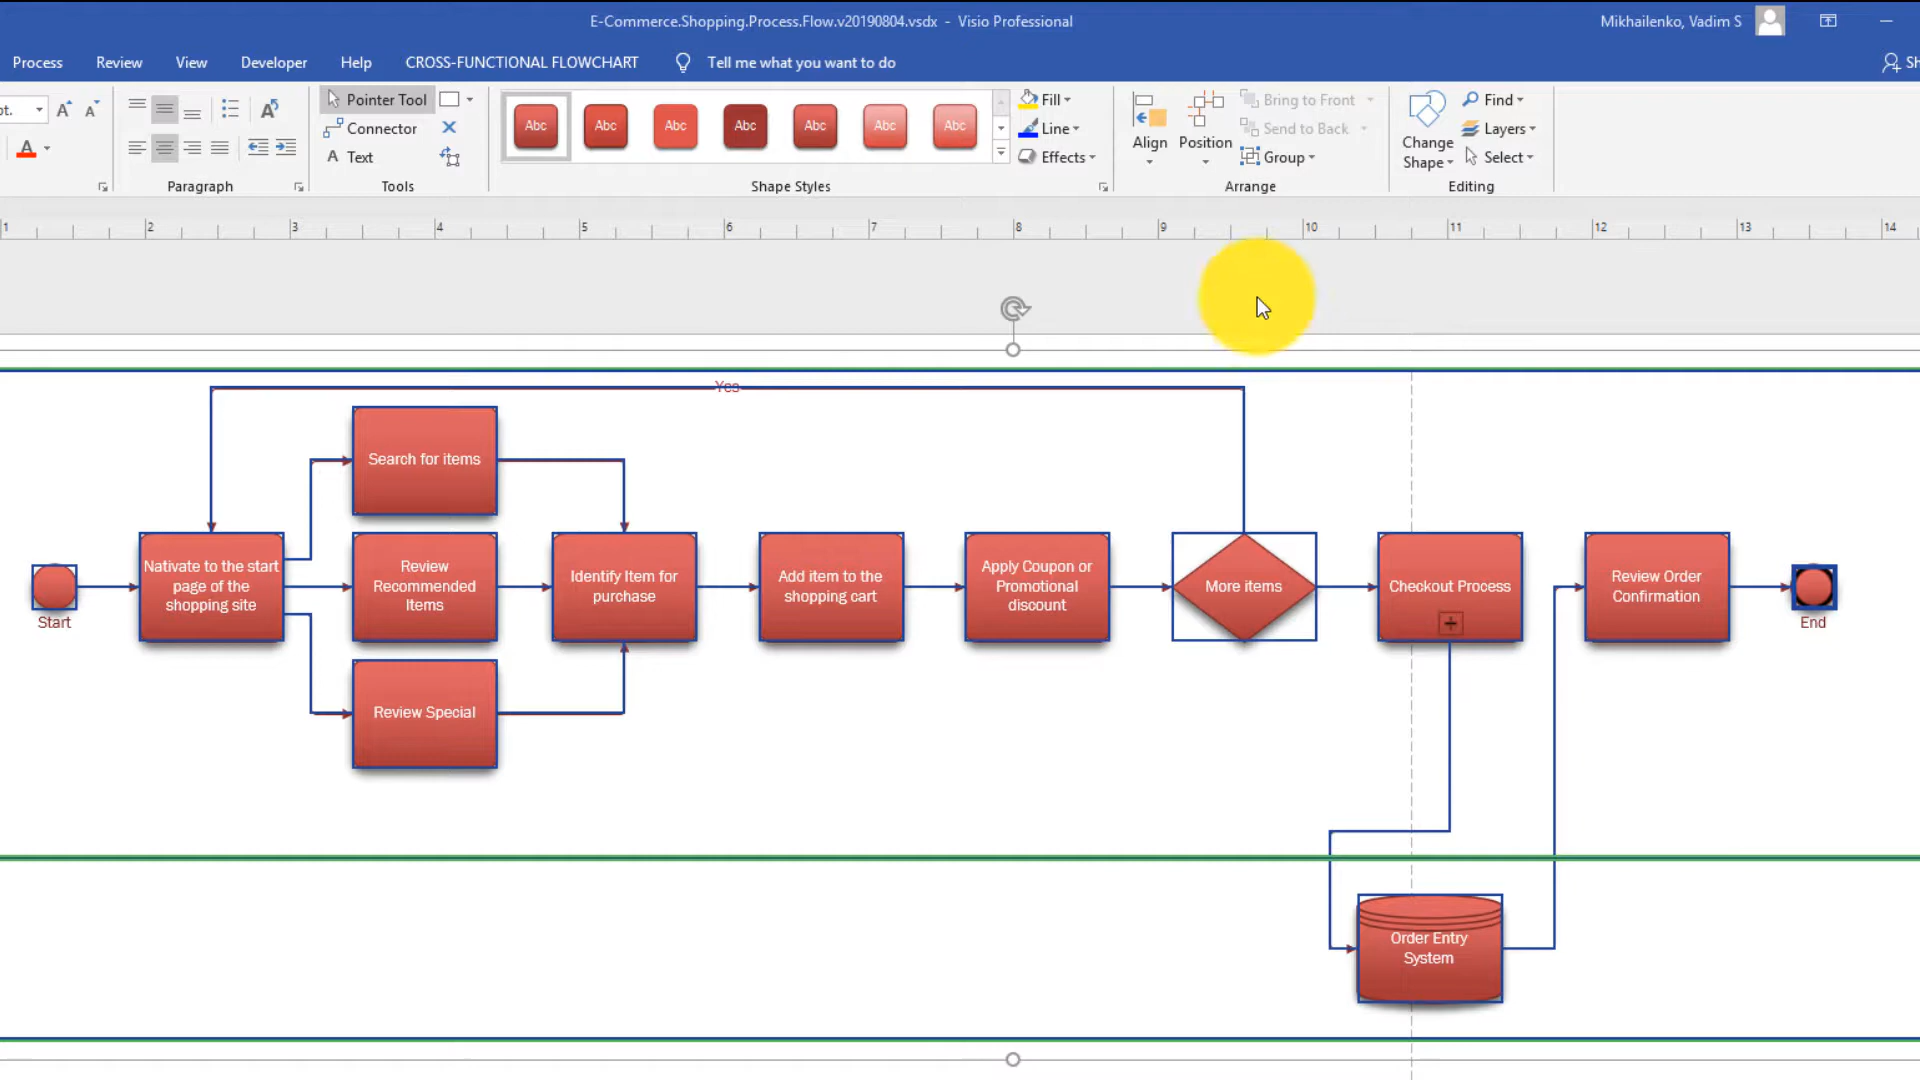 E-Commerce.Shopping.Process.Flow.v20190804.vsdx - Visio Professional
Mikhailenko, Vadim S
Process
Review
View
Developer
Help
CROSS-FUNCTIONAL FLOWCHART
Tell me what you want to do
pt.
A
A
A
A
Paragraph
Pointer Tool
Connector
A Text
Tools
Abc
Abc
Abc
Abc
Abc
Abc
Abc
Shape Styles
Fill
Line
Effects
Align
Position
Bring to Front
Send to Back
Group
Arrange
Change
Shape
Find
Layers
Select
Editing
1 2 3 4 5 6 7 8 9 10 11 12 13 14
Yes
Search for items
Start
Nativate to the start
page of the
shopping site
Review
Recommended
Items
Review Special
Identify Item for
purchase
Add item to the
shopping cart
Apply Coupon or
Promotional
discount
More items
Checkout Process
Review Order
Confirmation
End
Order Entry
System